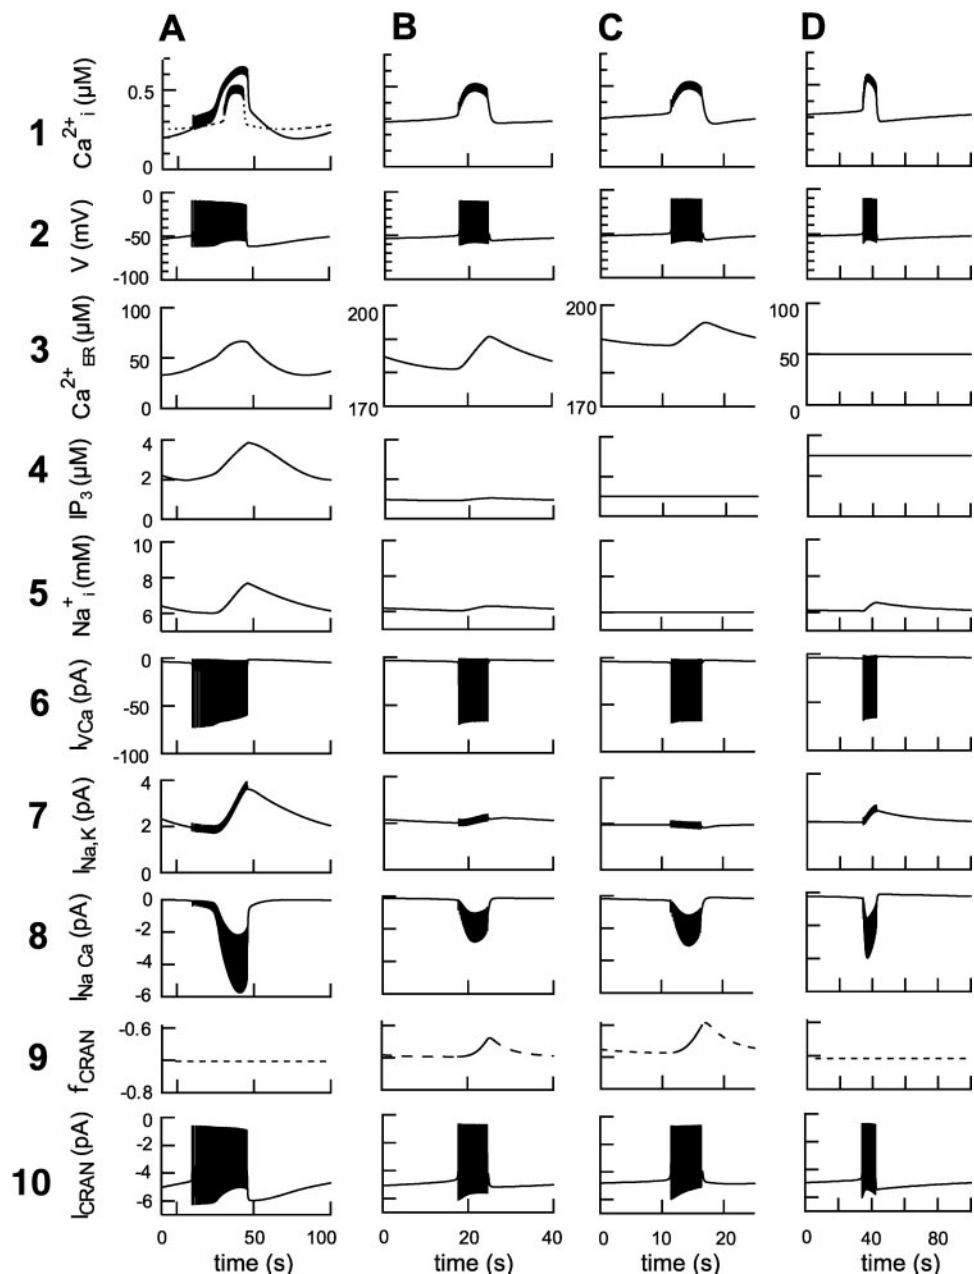 A B C D
1 Ca2+i (µM) 0.5 0
2 V (mV) 0 -50 -100
3 Ca2+ER (µM) 100 50 0 200 170 200 170 100 50 0
4 IP3 (µM) 4 2 0
5 Na+i (mM) 10 8 6
6 IVCa (pA) 0 -50 -100
7 INa,K (pA) 4 2 0
8 INa Ca (pA) 0 -2 -4 -6
9 fCRAN -0.6 -0.8
10 ICRAN (pA) 0 -2 -4 -6
0 50 100 0 20 40 0 10 20 0 40 80
time (s) time (s) time (s) time (s)